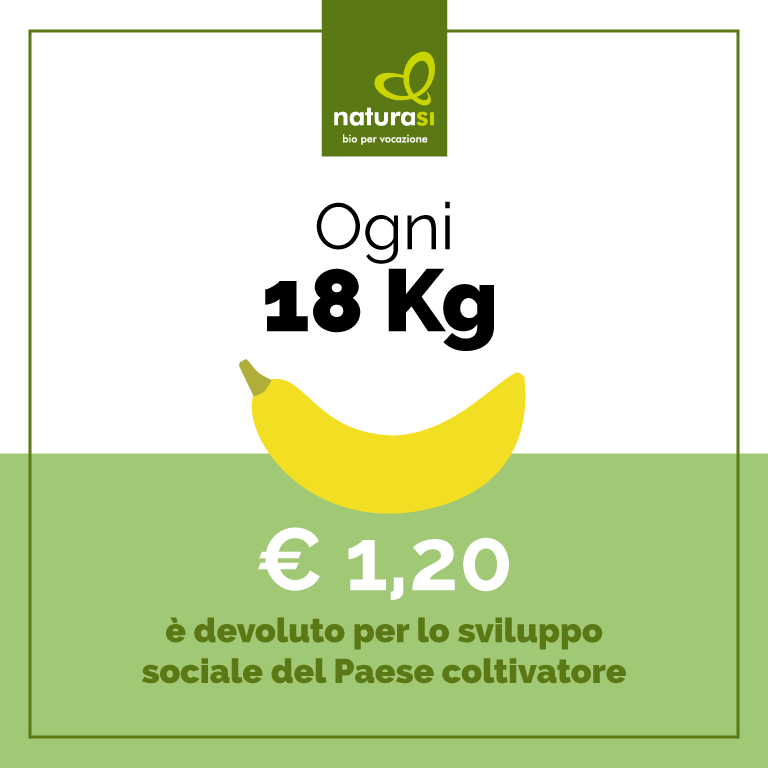 naturasì
bio per vocazione
Ogni
18 Kg
€ 1,20
è devoluto per lo sviluppo
sociale del Paese coltivatore